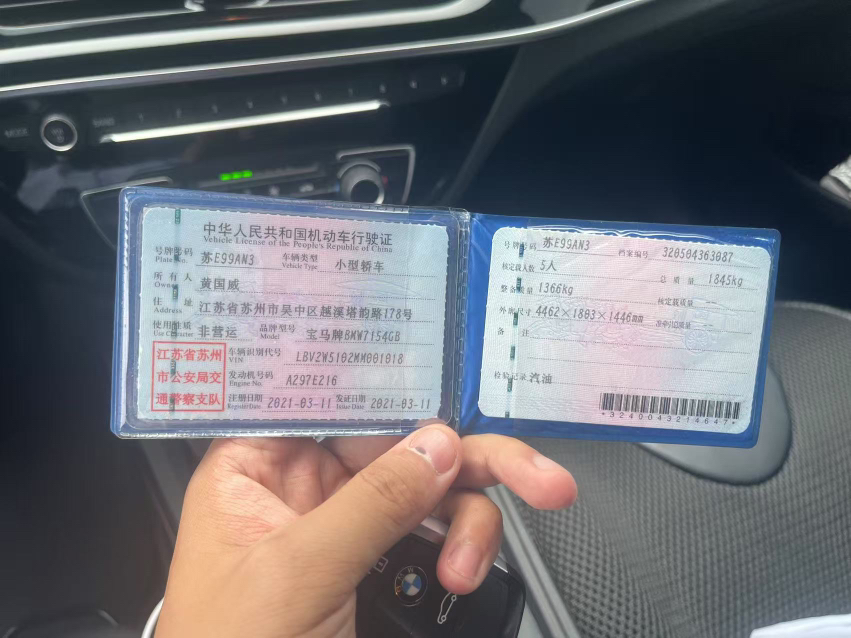 中华人民共和国机动车行驶证
Vehicle License of the People's Republic of China
号牌号码 苏E99AN3 车辆类型 小型轿车
Plate No. Vehicle Type
所有人 黄国威
Owner
住址 江苏省苏州市吴中区越溪塔韵路178号
Address
使用性质 非营运 品牌型号 宝马牌BMW7154GB
Use Character Model
江苏省苏州
市公安局交
通警察支队
车辆识别代号 LBV2W5102MM001018
VIN
发动机号码 A297E216
Engine No.
注册日期 2021-03-11 发证日期 2021-03-11
Register Date Issue Date
号牌号码 苏E99AN3 档案编号 320504363087
核定载人数 5人 总质量 1845kg
整备质量 1366kg 核定载质量 --
外廓尺寸 4462×1803×1446mm 准牵引总质量 --
备注
检验记录 汽油
*3240043214647*
MODE
BMW